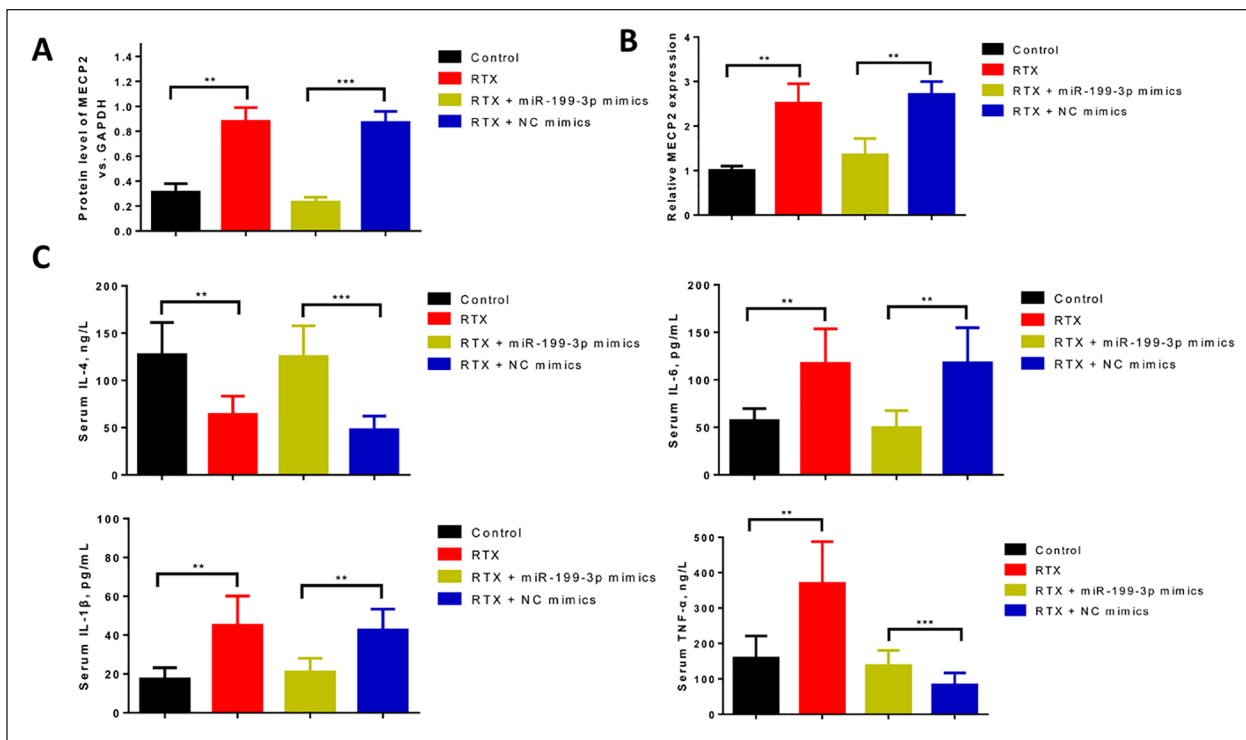 A
Protein level of MECP2
vs. GAPDH
1.4
1.2
1.0
0.8
0.6
0.4
0.2
0.0
**
***
Control
RTX
RTX + miR-199-3p mimics
RTX + NC mimics
B
Relative MECP2 expression
4
3
2
1
0
**
**
Control
RTX
RTX + miR-199-3p mimics
RTX + NC mimics
C
Serum IL-4, ng/L
200
150
100
50
0
**
***
Control
RTX
RTX + miR-199-3p mimics
RTX + NC mimics
Serum IL-6, pg/mL
200
150
100
50
0
**
**
Control
RTX
RTX + miR-199-3p mimics
RTX + NC mimics
Serum IL-1β, pg/mL
100
80
60
40
20
0
**
**
Control
RTX
RTX + miR-199-3p mimics
RTX + NC mimics
Serum TNF-α, ng/L
500
400
300
200
100
0
**
***
Control
RTX
RTX + miR-199-3p mimics
RTX + NC mimics